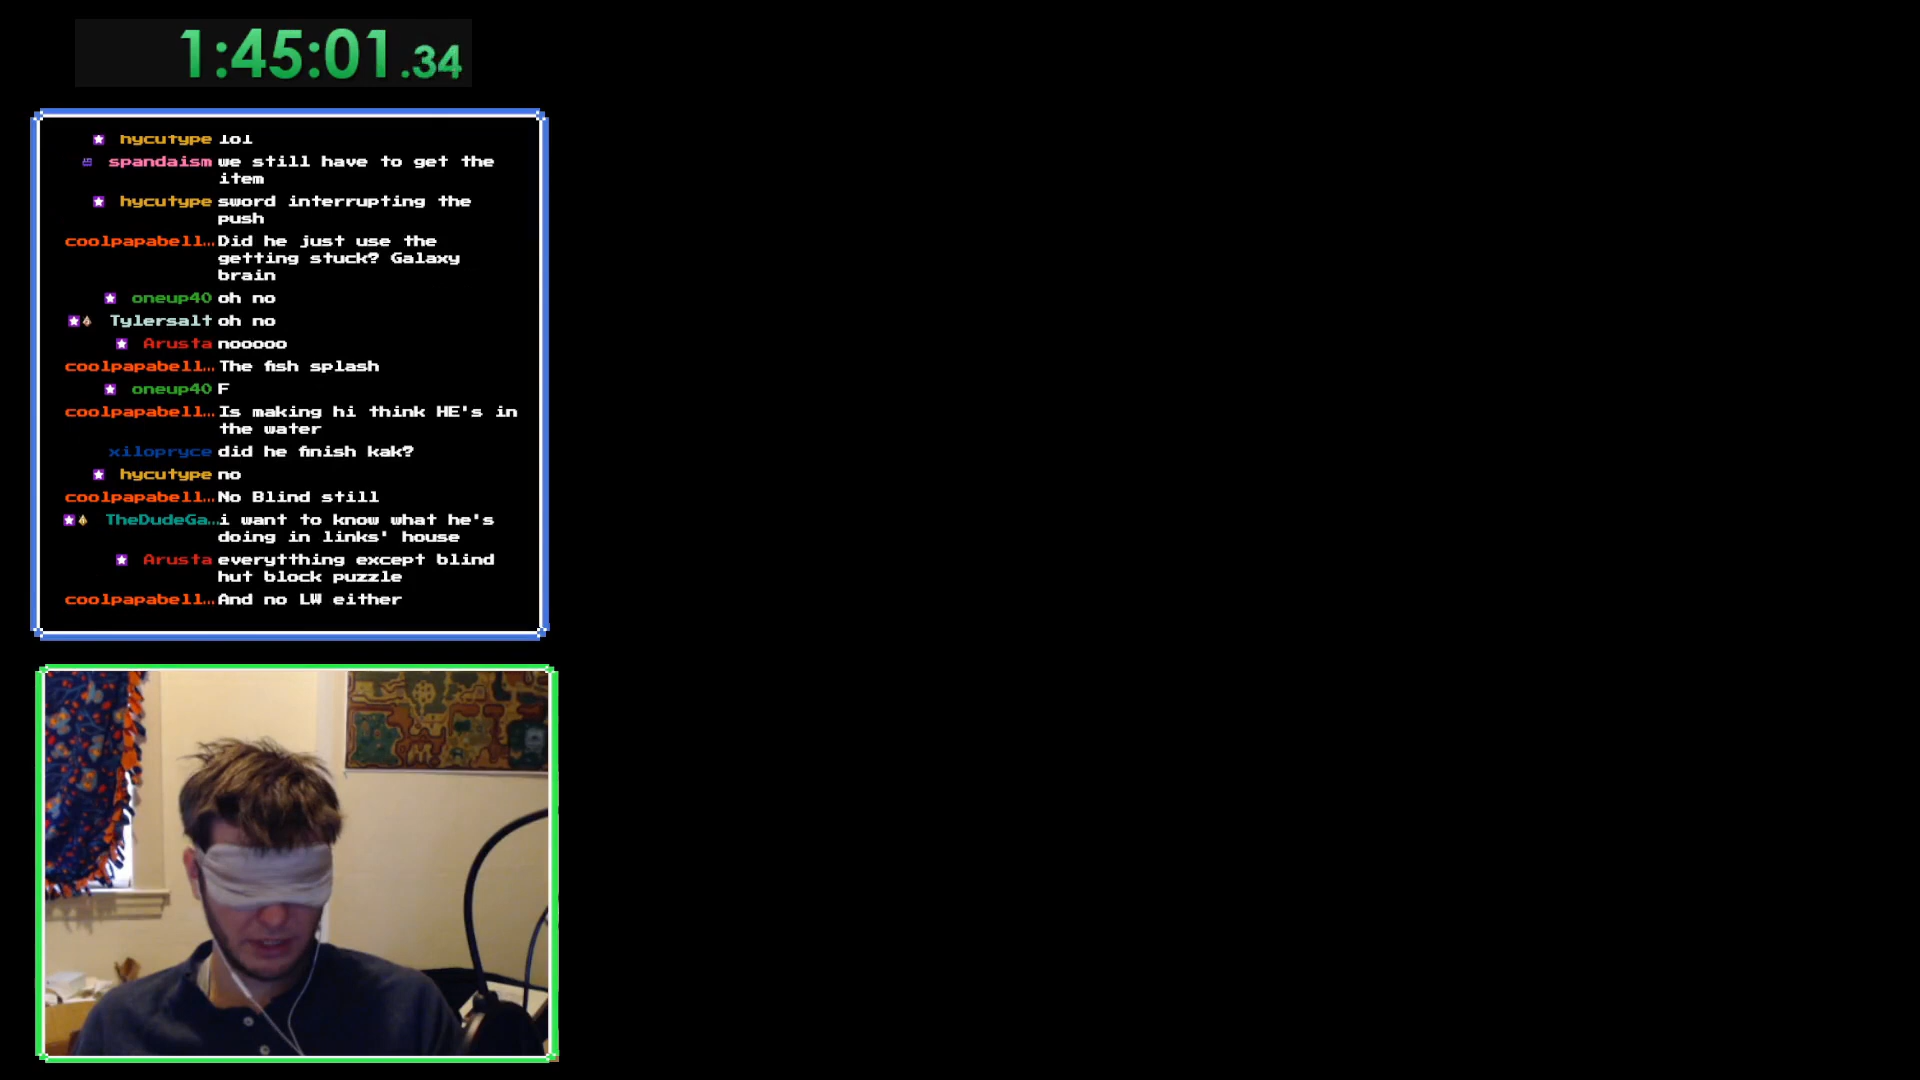 1:45:01.34
hycutype lol
spandaism we still have to get the
item
hycutype sword interrupting the
push
coolpapabell… Did he just use the
getting stuck? Galaxy
brain
oneup40 oh no
Tylersalt oh no
Arusta nooooo
coolpapabell… The fish splash
oneup40 F
coolpapabell… Is making hi think HE's in
the water
xilopryce did he finish kak?
hycutype no
coolpapabell… No Blind still
TheDudeGa… i want to know what he's
doing in links' house
Arusta everytthing except blind
hut block puzzle
coolpapabell… And no LW either